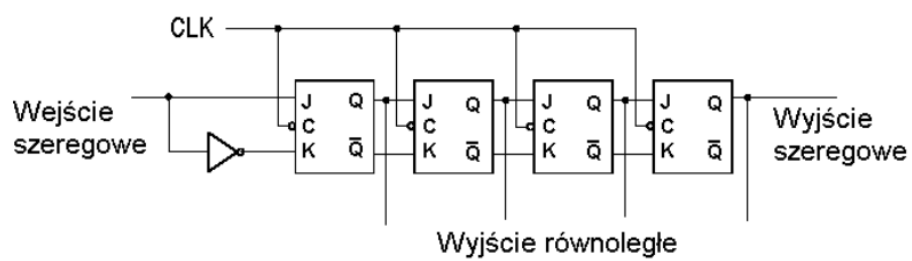 CLK
Wejście
szeregowe
J Q J Q J Q J Q
C C C C
K Q̅ K Q̅ K Q̅ K Q̅
Wyjście
szeregowe
Wyjście równoległe